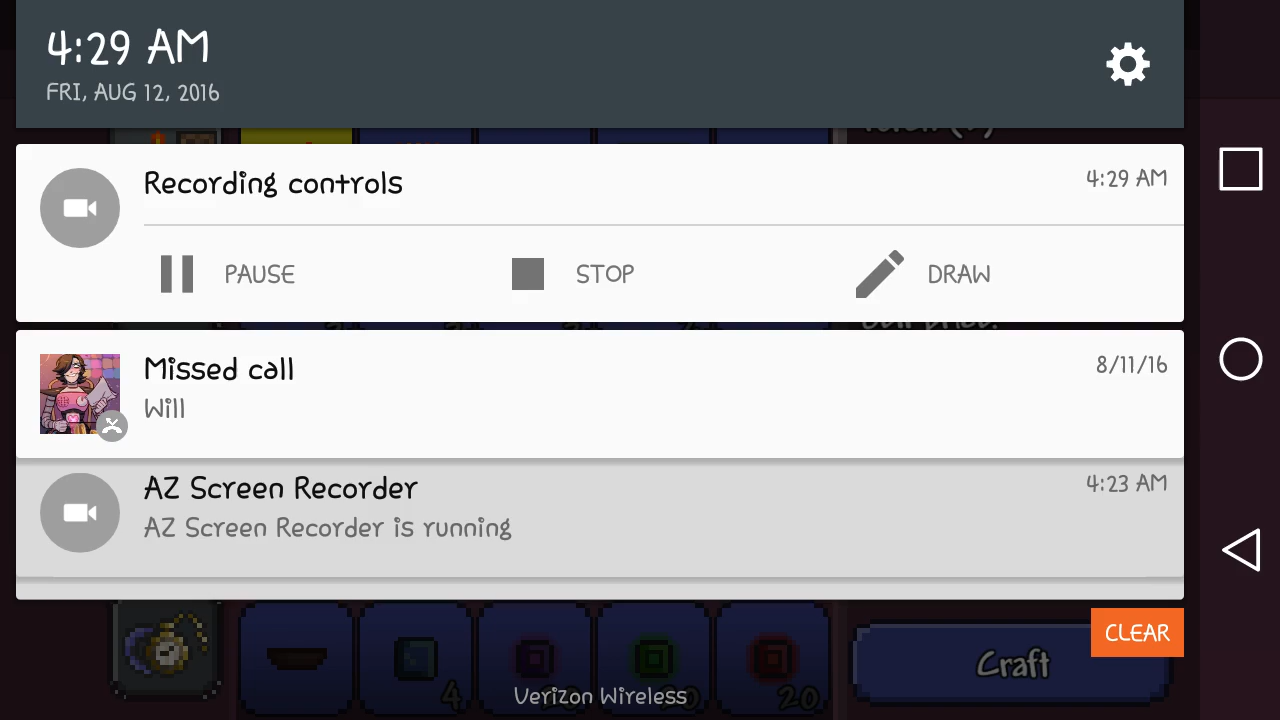 4:29 AM
FRI, AUG 12, 2016
Recording controls
4:29 AM
PAUSE
STOP
DRAW
Missed call
8/11/16
Will
AZ Screen Recorder
4:23 AM
AZ Screen Recorder is running
CLEAR
Craft
4
20
Verizon Wireless